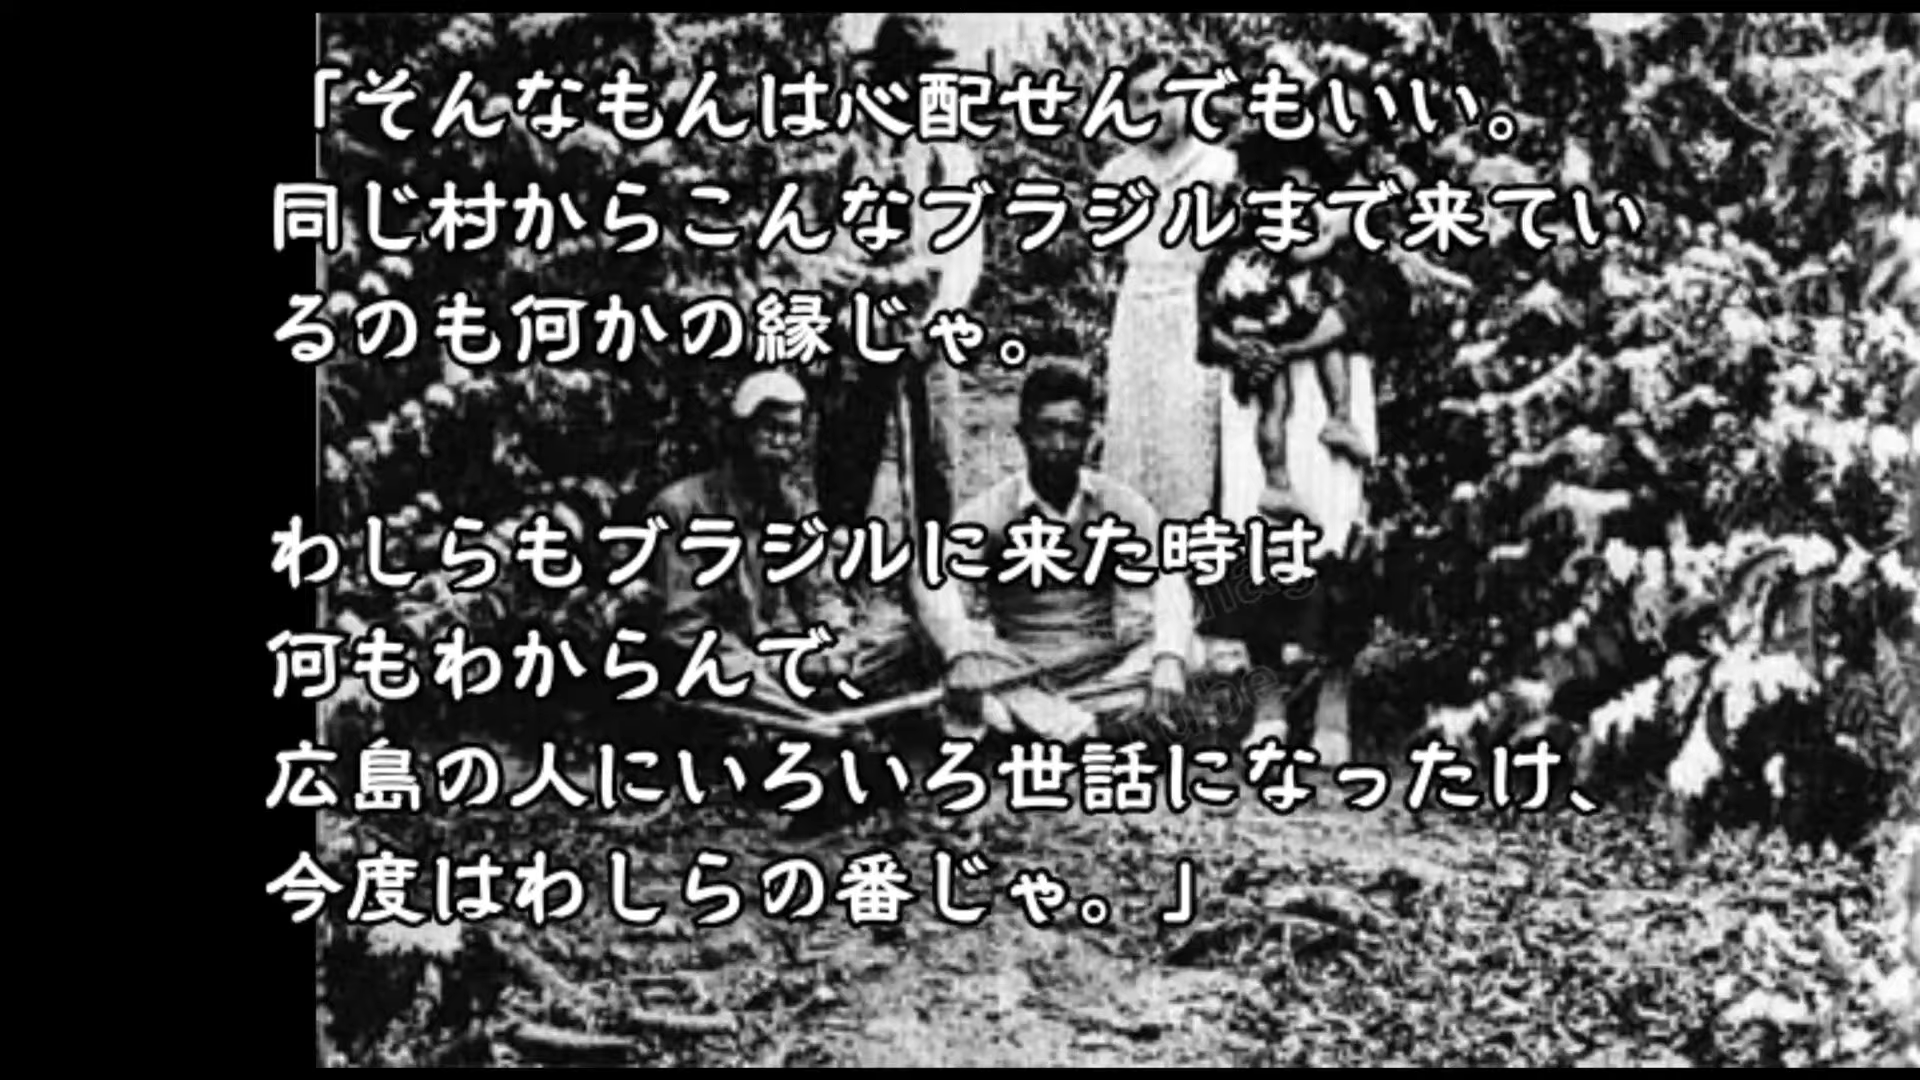 「そんなもんは心配せんでもいい。
同じ村からこんなブラジルまで来てい
るのも何かの縁じゃ。
わしらもブラジルに来た時は
何もわからんで、
広島の人にいろいろ世話になったけ、
今度はわしらの番じゃ。」